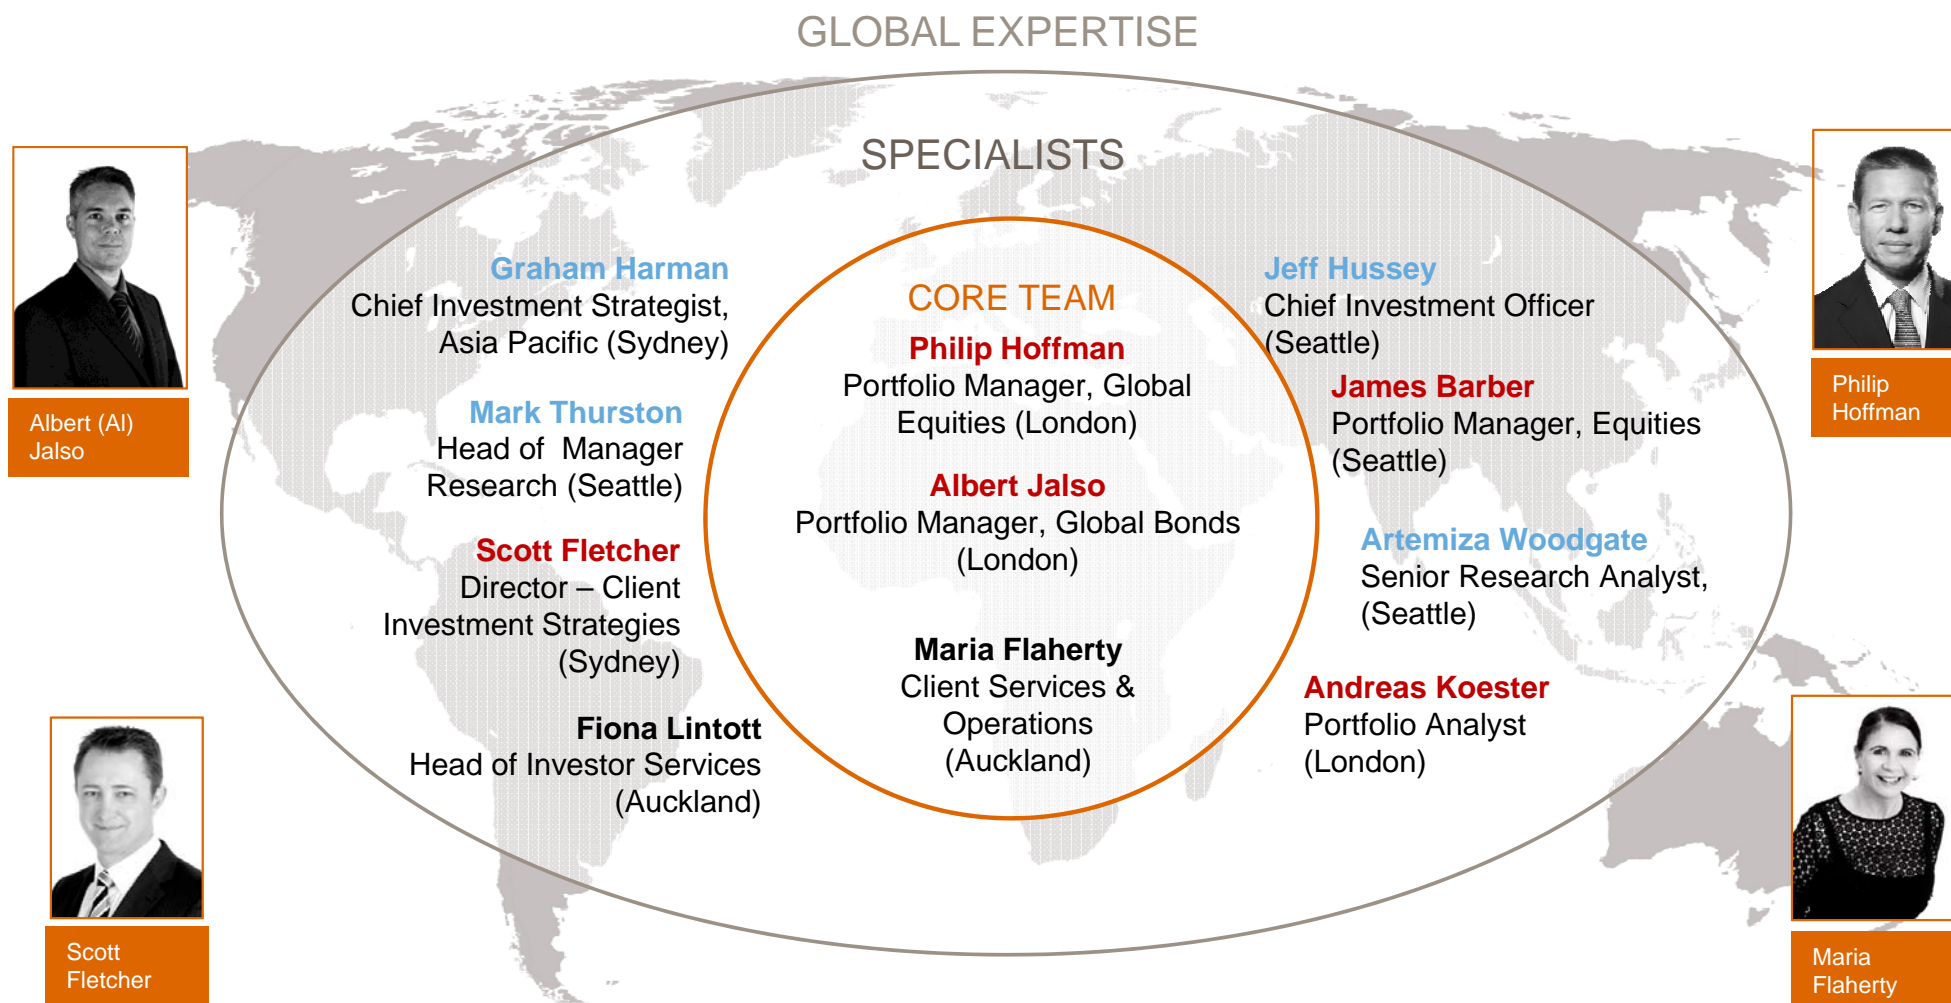 GLOBAL EXPERTISE
SPECIALISTS
Graham Harman
Chief Investment Strategist,
Asia Pacific (Sydney)
Mark Thurston
Head of  Manager
Research (Seattle)
Scott Fletcher
Director – Client
Investment Strategies
(Sydney)
Fiona Lintott
Head of Investor Services
(Auckland)
CORE TEAM
Philip Hoffman
Portfolio Manager, Global
Equities (London)
Albert Jalso
Portfolio Manager, Global Bonds
(London)
Maria Flaherty
Client Services &
Operations
(Auckland)
Jeff Hussey
Chief Investment Officer
(Seattle)
James Barber
Portfolio Manager, Equities
(Seattle)
Artemiza Woodgate
Senior Research Analyst,
(Seattle)
Andreas Koester
Portfolio Analyst
(London)
Albert (Al)
Jalso
Philip
Hoffman
Scott
Fletcher
Maria
Flaherty